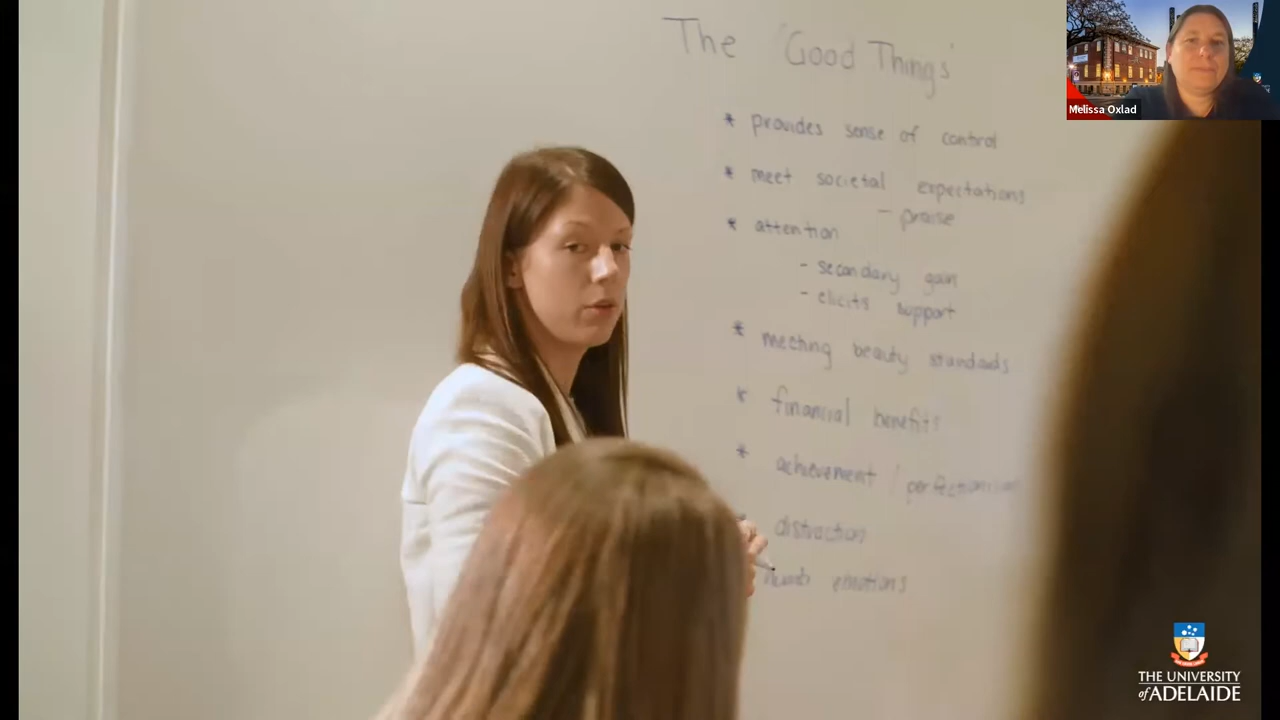 The 'Good Things'
* provides sense of control
* meet societal expectations
- praise
* attention
- secondary gain
- elicits support
* meeting beauty standards
* financial benefits
* achievement / perfectionism
distraction
emotions
Melissa Oxlad
THE UNIVERSITY
of ADELAIDE